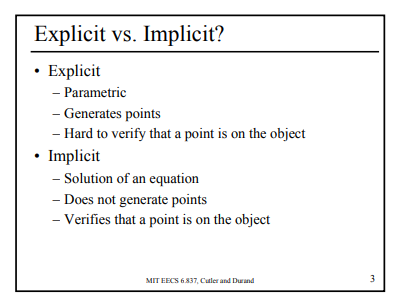 Explicit vs. Implicit?
• Explicit
– Parametric
– Generates points
– Hard to verify that a point is on the object
• Implicit
– Solution of an equation
– Does not generate points
– Verifies that a point is on the object
MIT EECS 6.837, Cutler and Durand
3